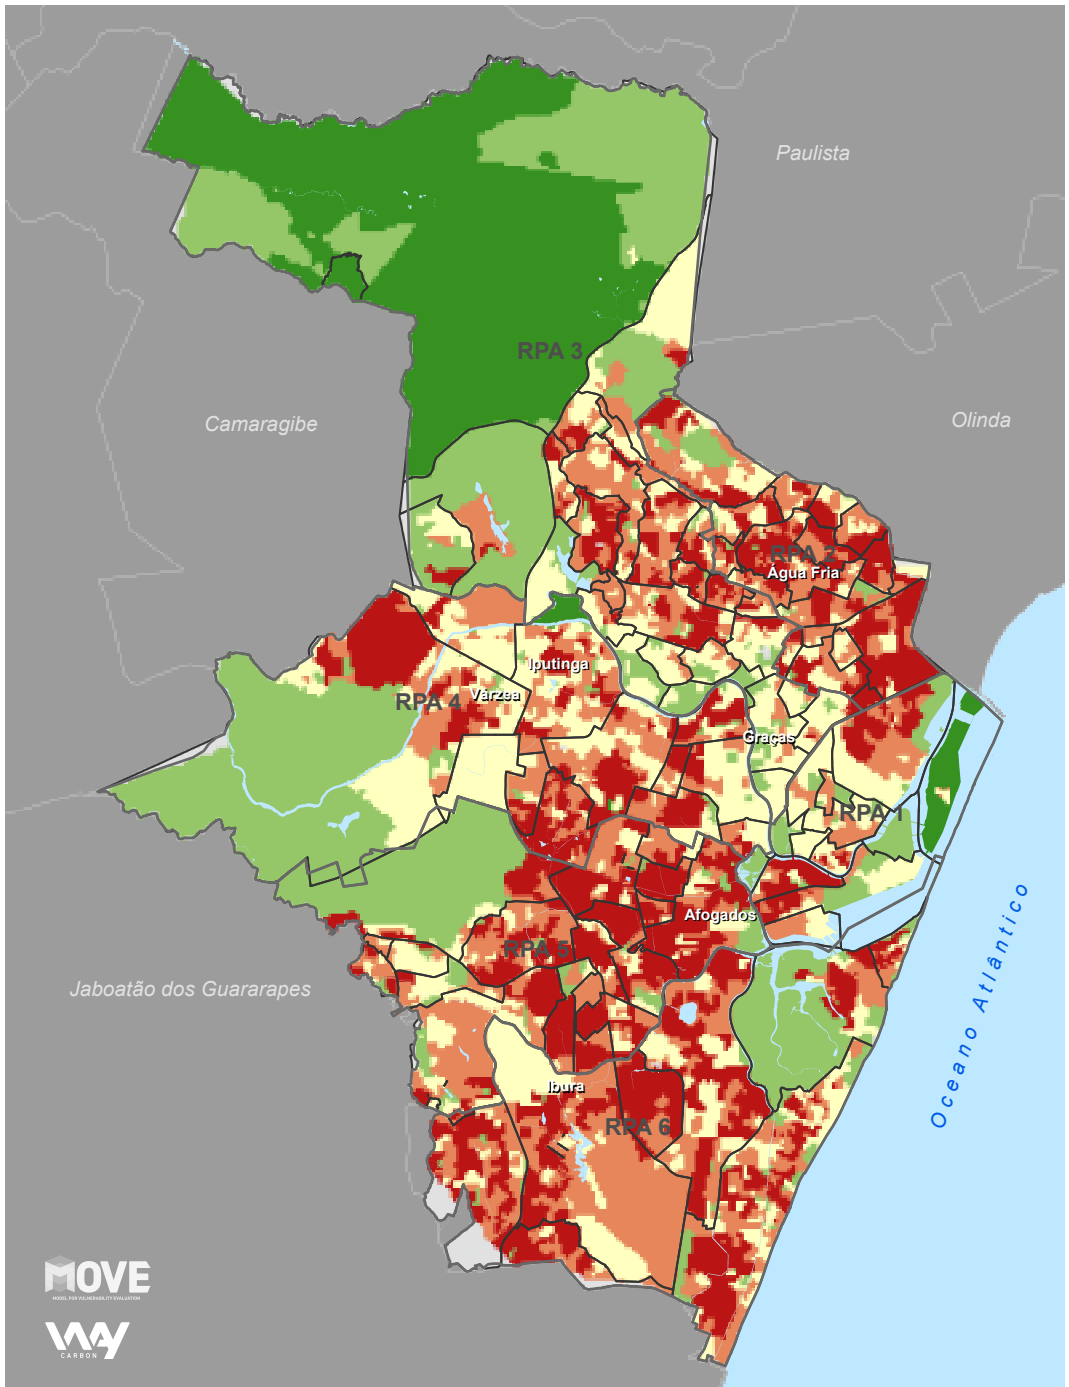 Paulista
RPA 3
Camaragibe
Olinda
RPA 2
Água Fria
Iputinga
Várzea
RPA 4
Graças
RPA 1
Afogados
RPA 5
Jaboatão dos Guararapes
Oceano Atlântico
Ibura
RPA 6
MOVE
MODEL FOR VULNERABILITY EVALUATION
WAY
CARBON